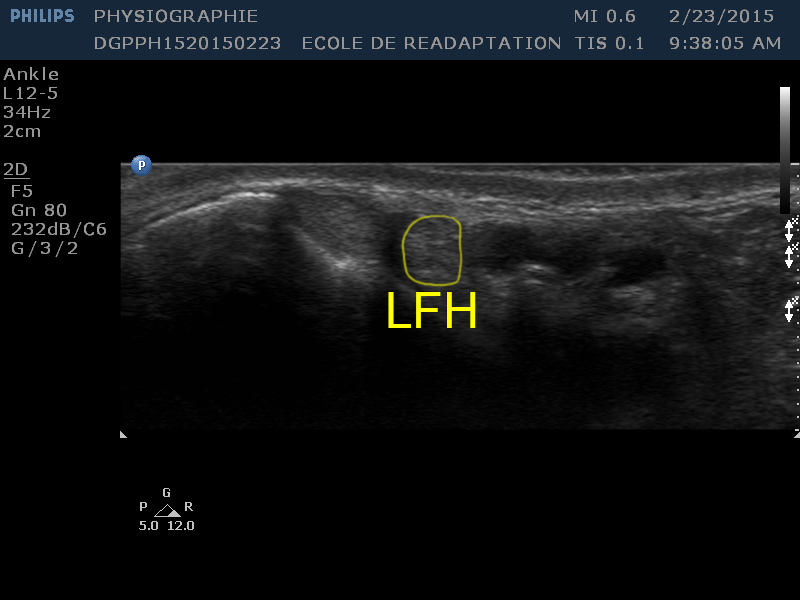 PHILIPS PHYSIOGRAPHIE MI 0.6 2/23/2015
DGPPH1520150223 ECOLE DE READAPTATION TIS 0.1 9:38:05 AM
Ankle
L12-5
34Hz
2cm
2D
F5
Gn 80
232dB/C6
G/3/2
P
LFH
G
P R
5.0 12.0